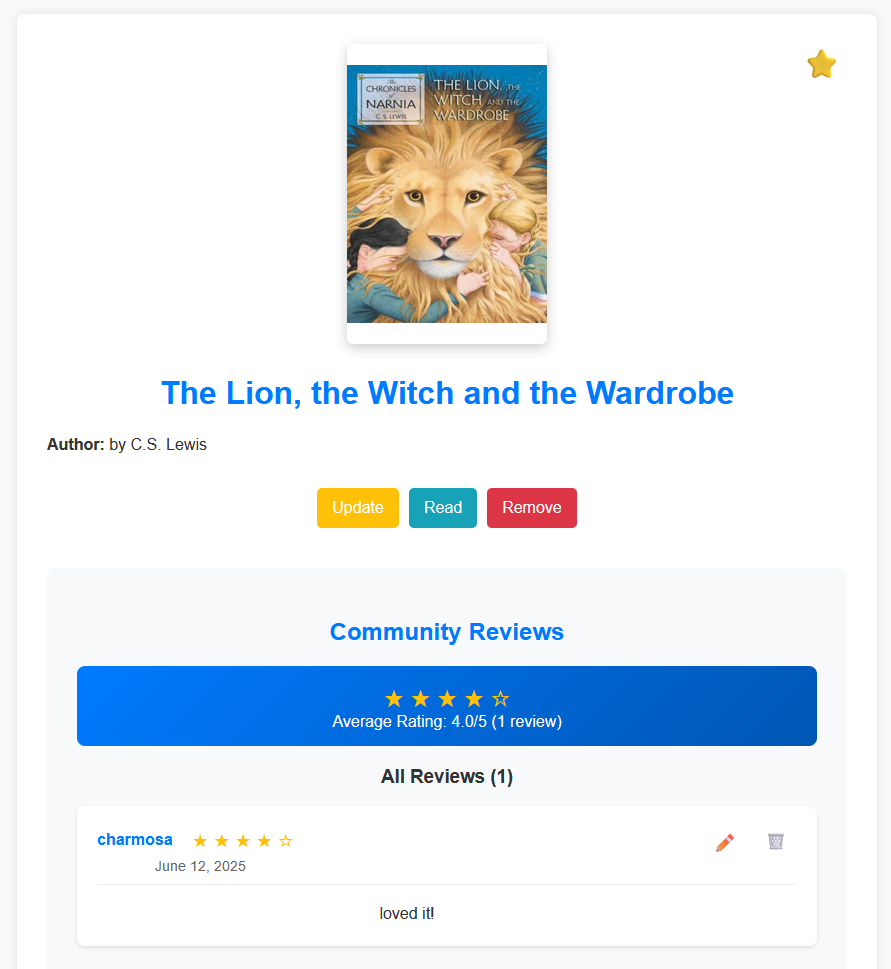 The
CHRONICLES
of
NARNIA
C. S. LEWIS
THE LION, THE
WITCH AND THE
WARDROBE
The Lion, the Witch and the Wardrobe
Author: by C.S. Lewis
Update Read Remove
Community Reviews
★ ★ ★ ★ ☆
Average Rating: 4.0/5 (1 review)
All Reviews (1)
charmosa ★ ★ ★ ★ ☆
June 12, 2025
loved it!